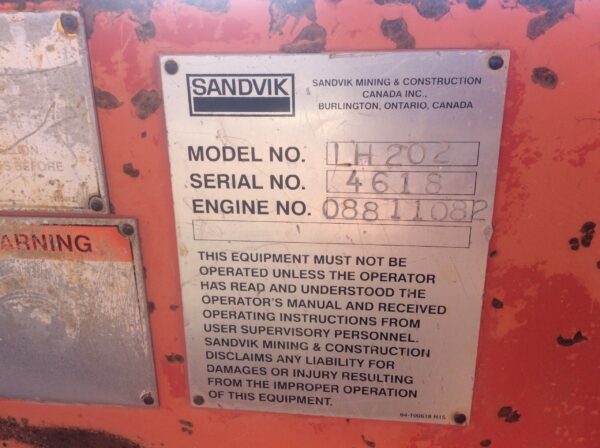 SANDVIK
SANDVIK MINING & CONSTRUCTION
CANADA INC.,
BURLINGTON, ONTARIO, CANADA
MODEL NO. LH202
SERIAL NO. 4618
ENGINE NO. 08811082
THIS EQUIPMENT MUST NOT BE
OPERATED UNLESS THE OPERATOR
HAS READ AND UNDERSTOOD THE
OPERATOR'S MANUAL AND RECEIVED
OPERATING INSTRUCTIONS FROM
USER SUPERVISORY PERSONNEL.
SANDVIK MINING & CONSTRUCTION
DISCLAIMS ANY LIABILITY FOR
DAMAGES OR INJURY RESULTING
FROM THE IMPROPER OPERATION
OF THIS EQUIPMENT.
BEFORE
ARNING